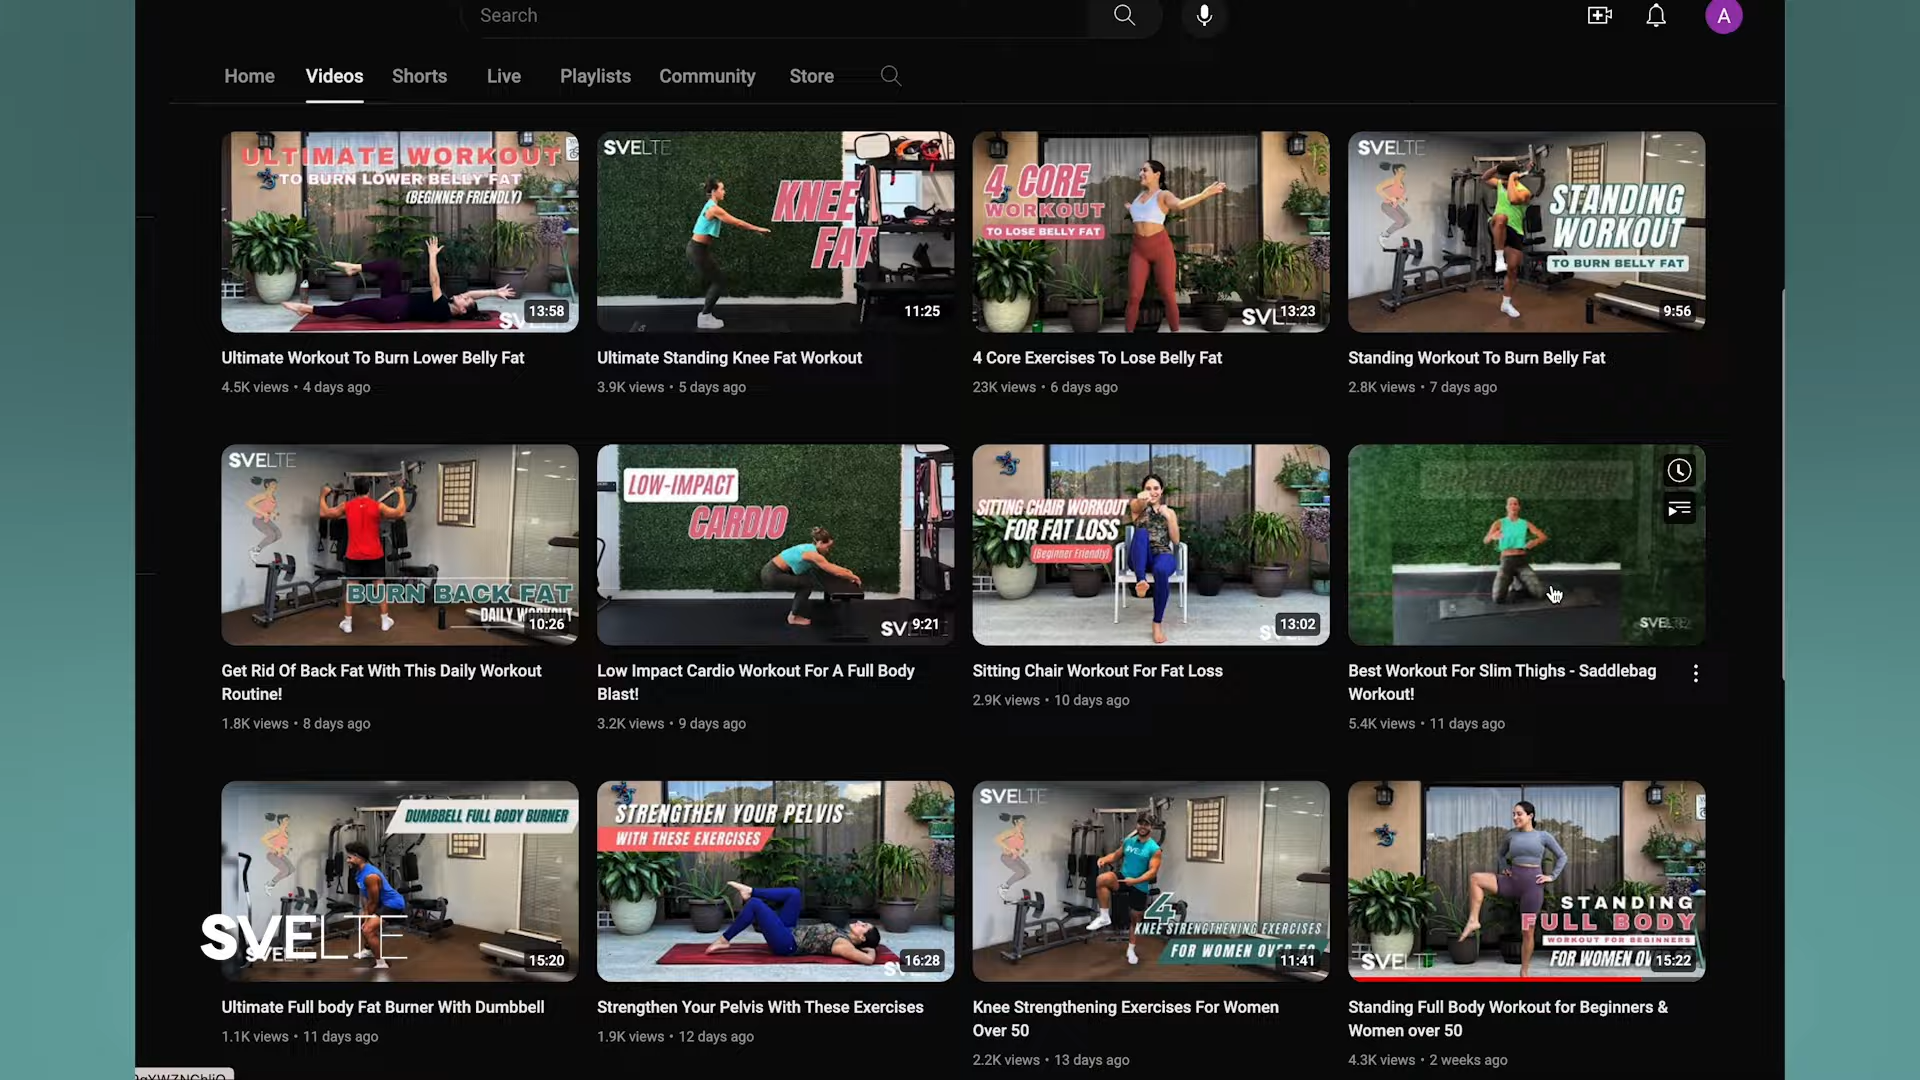 Search
A
Home Videos Shorts Live Playlists Community Store
ULTIMATE WORKOUT
TO BURN LOWER BELLY FAT
(BEGINNER FRIENDLY)
13:58
SVELTE
KNEE
FAT
11:25
4 CORE
WORKOUT
TO LOSE BELLY FAT
SVL
13:23
SVELTE
STANDING
WORKOUT
TO BURN BELLY FAT
9:56
Ultimate Workout To Burn Lower Belly Fat
4.5K views • 4 days ago
Ultimate Standing Knee Fat Workout
3.9K views • 5 days ago
4 Core Exercises To Lose Belly Fat
23K views • 6 days ago
Standing Workout To Burn Belly Fat
2.8K views • 7 days ago
SVELTE
BURN BACK FAT
DAILY WORKOUT
10:26
LOW-IMPACT
CARDIO
SV
9:21
SITTING CHAIR WORKOUT
FOR FAT LOSS
(Beginner Friendly)
13:02
Get Rid Of Back Fat With This Daily Workout
Routine!
1.8K views • 8 days ago
Low Impact Cardio Workout For A Full Body
Blast!
3.2K views • 9 days ago
Sitting Chair Workout For Fat Loss
2.9K views • 10 days ago
Best Workout For Slim Thighs - Saddlebag
Workout!
5.4K views • 11 days ago
DUMBBELL FULL BODY BURNER
SVELTE
15:20
STRENGTHEN YOUR PELVIS
WITH THESE EXERCISES
16:28
SVELTE
4
KNEE STRENGTHENING EXERCISES
FOR WOMEN OVER 50
11:41
STANDING
FULL BODY
WORKOUT FOR BEGINNERS
FOR WOMEN OV
SVELTE
15:22
Ultimate Full body Fat Burner With Dumbbell
1.1K views • 11 days ago
Strengthen Your Pelvis With These Exercises
1.9K views • 12 days ago
Knee Strengthening Exercises For Women
Over 50
2.2K views • 13 days ago
Standing Full Body Workout for Beginners &
Women over 50
4.3K views • 2 weeks ago